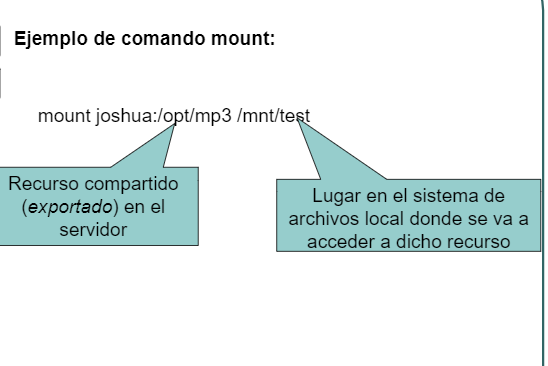 Ejemplo de comando mount:
mount joshua:/opt/mp3 /mnt/test
Recurso compartido
(exportado) en el
servidor
Lugar en el sistema de
archivos local donde se va a
acceder a dicho recurso